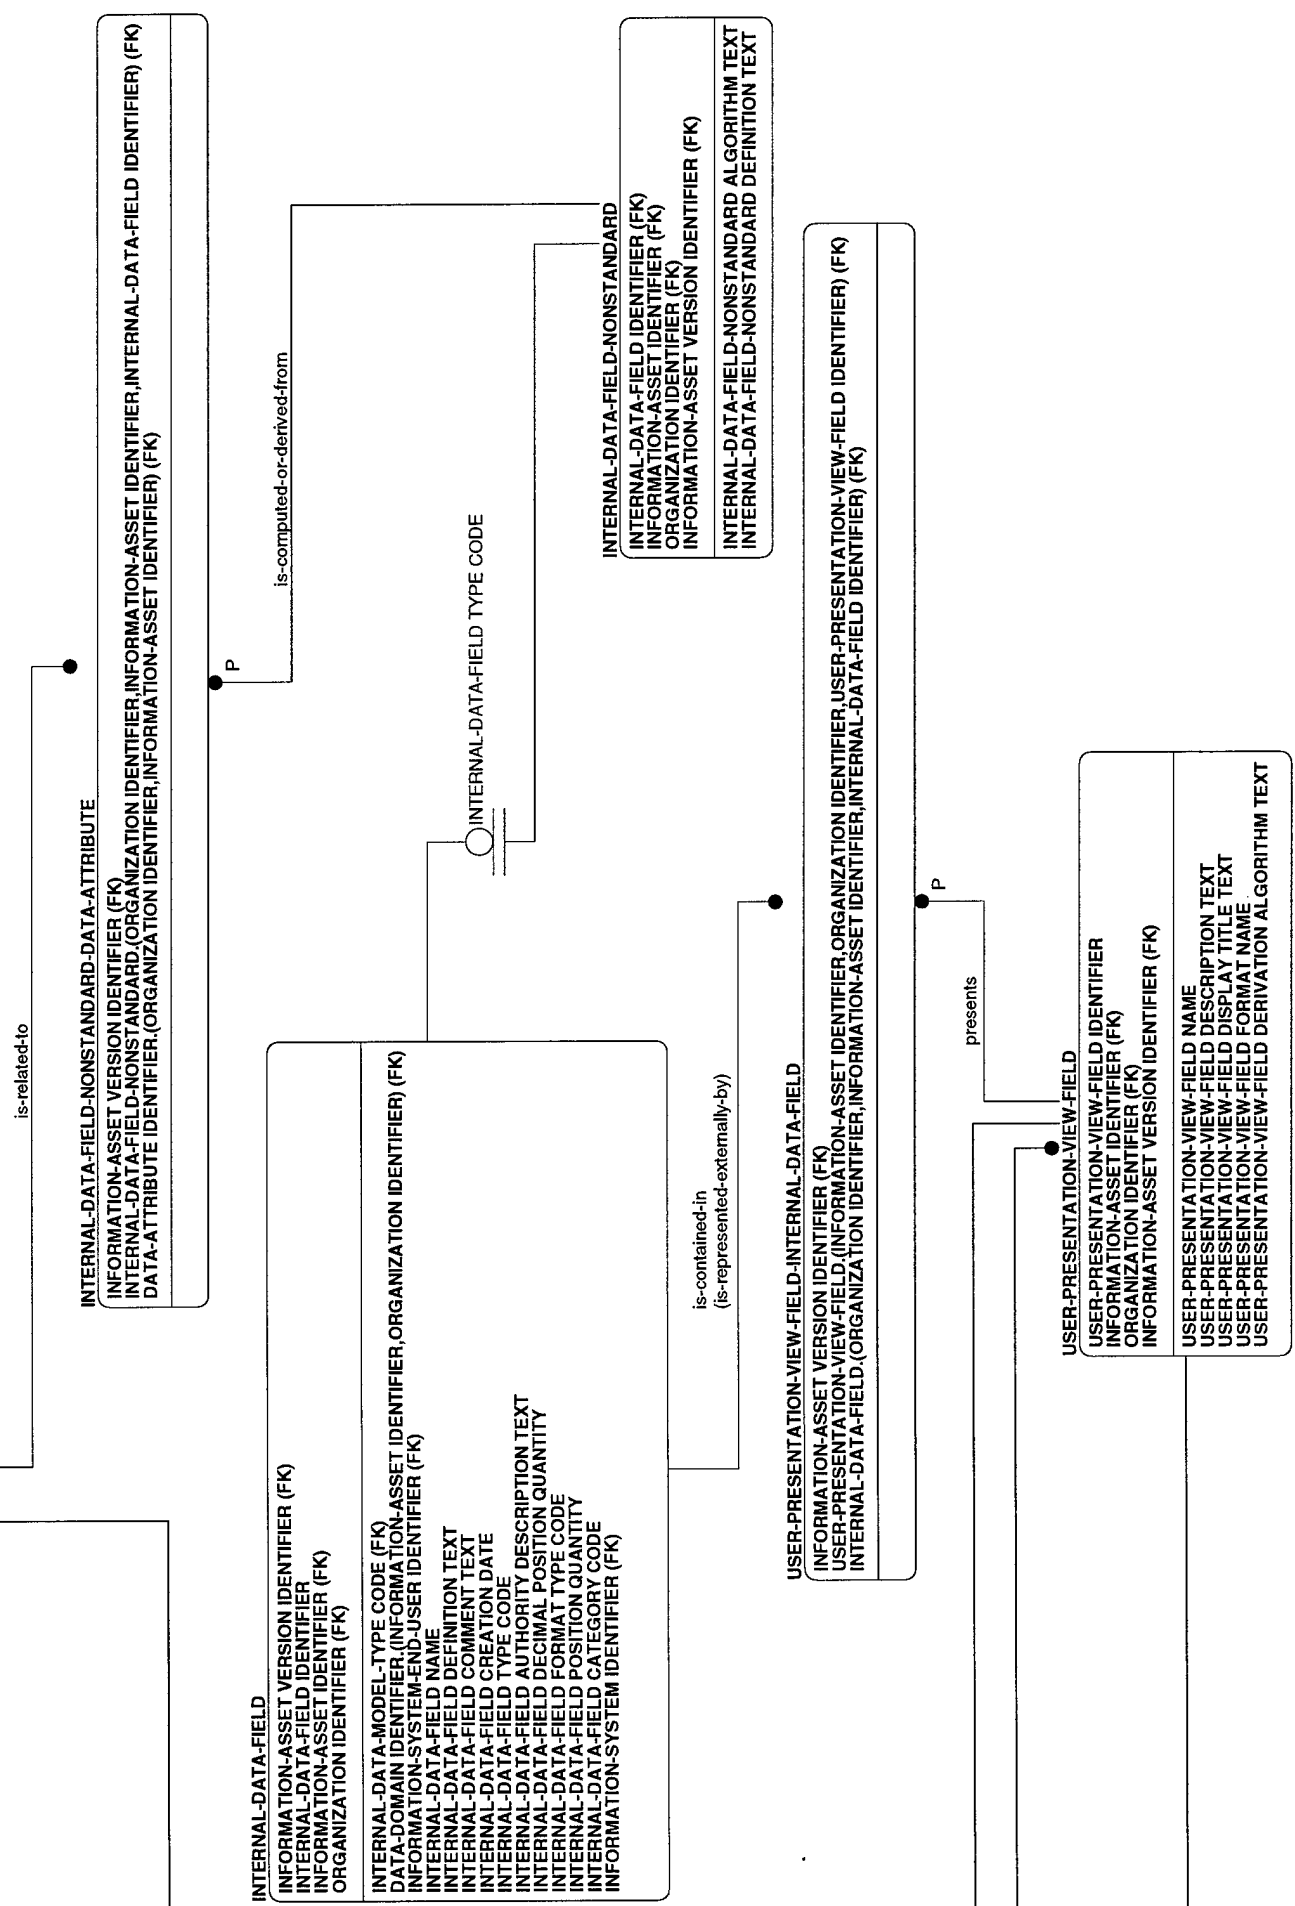 is-related-to
INTERNAL-DATA-FIELD-NONSTANDARD-DATA-ATTRIBUTE
INFORMATION-ASSET VERSION IDENTIFIER (FK)
INTERNAL-DATA-FIELD-NONSTANDARD.(ORGANIZATION IDENTIFIER,INFORMATION-ASSET IDENTIFIER,INTERNAL-DATA-FIELD IDENTIFIER) (FK)
DATA-ATTRIBUTE IDENTIFIER.(ORGANIZATION IDENTIFIER,INFORMATION-ASSET IDENTIFIER) (FK)
P
is-computed-or-derived-from
INTERNAL-DATA-FIELD
INFORMATION-ASSET VERSION IDENTIFIER (FK)
INTERNAL-DATA-FIELD IDENTIFIER
INFORMATION-ASSET IDENTIFIER (FK)
ORGANIZATION IDENTIFIER (FK)
INTERNAL-DATA-MODEL-TYPE CODE (FK)
DATA-DOMAIN IDENTIFIER.(INFORMATION-ASSET IDENTIFIER,ORGANIZATION IDENTIFIER) (FK)
INFORMATION-SYSTEM-END-USER IDENTIFIER (FK)
INTERNAL-DATA-FIELD NAME
INTERNAL-DATA-FIELD DEFINITION TEXT
INTERNAL-DATA-FIELD COMMENT TEXT
INTERNAL-DATA-FIELD CREATION DATE
INTERNAL-DATA-FIELD TYPE CODE
INTERNAL-DATA-FIELD AUTHORITY DESCRIPTION TEXT
INTERNAL-DATA-FIELD DECIMAL POSITION QUANTITY
INTERNAL-DATA-FIELD FORMAT TYPE CODE
INTERNAL-DATA-FIELD POSITION QUANTITY
INTERNAL-DATA-FIELD CATEGORY CODE
INFORMATION-SYSTEM IDENTIFIER (FK)
INTERNAL-DATA-FIELD TYPE CODE
INTERNAL-DATA-FIELD-NONSTANDARD
INTERNAL-DATA-FIELD IDENTIFIER (FK)
INFORMATION-ASSET IDENTIFIER (FK)
ORGANIZATION IDENTIFIER (FK)
INFORMATION-ASSET VERSION IDENTIFIER (FK)
INTERNAL-DATA-FIELD-NONSTANDARD ALGORITHM TEXT
INTERNAL-DATA-FIELD-NONSTANDARD DEFINITION TEXT
is-contained-in
(is-represented-externally-by)
USER-PRESENTATION-VIEW-FIELD-INTERNAL-DATA-FIELD
INFORMATION-ASSET VERSION IDENTIFIER (FK)
USER-PRESENTATION-VIEW-FIELD.(INFORMATION-ASSET IDENTIFIER,ORGANIZATION IDENTIFIER,USER-PRESENTATION-VIEW-FIELD IDENTIFIER) (FK)
INTERNAL-DATA-FIELD.(ORGANIZATION IDENTIFIER,INFORMATION-ASSET IDENTIFIER,INTERNAL-DATA-FIELD IDENTIFIER) (FK)
P
presents
USER-PRESENTATION-VIEW-FIELD
USER-PRESENTATION-VIEW-FIELD IDENTIFIER
INFORMATION-ASSET IDENTIFIER (FK)
ORGANIZATION IDENTIFIER (FK)
INFORMATION-ASSET VERSION IDENTIFIER (FK)
USER-PRESENTATION-VIEW-FIELD NAME
USER-PRESENTATION-VIEW-FIELD DESCRIPTION TEXT
USER-PRESENTATION-VIEW-FIELD DISPLAY TITLE TEXT
USER-PRESENTATION-VIEW-FIELD FORMAT NAME
USER-PRESENTATION-VIEW-FIELD DERIVATION ALGORITHM TEXT